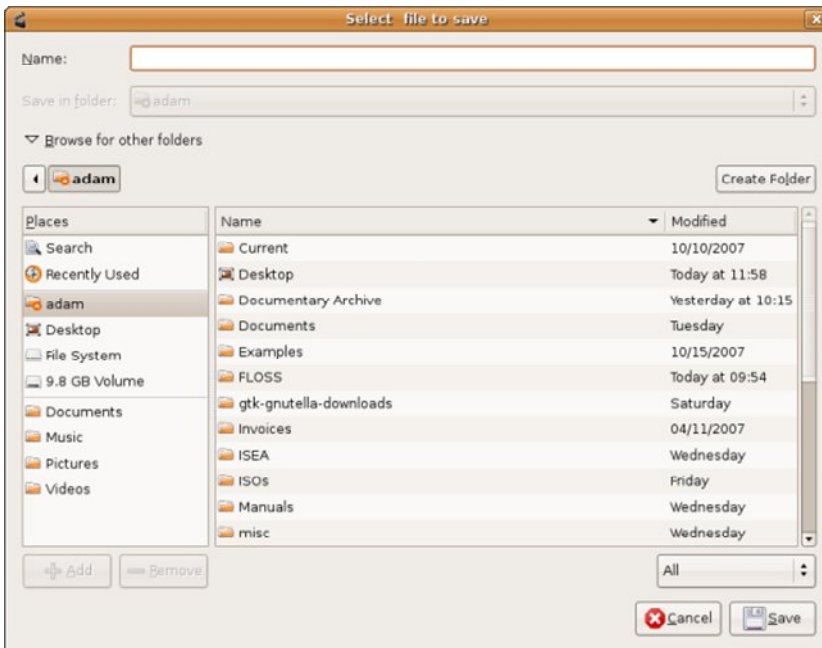 Select file to save
Name:
Save in folder: adam
Browse for other folders
adam
Create Folder
Places
Search
Recently Used
adam
Desktop
File System
9.8 GB Volume
Documents
Music
Pictures
Videos
Name Modified
Current 10/10/2007
Desktop Today at 11:58
Documentary Archive Yesterday at 10:15
Documents Tuesday
Examples 10/15/2007
FLOSS Today at 09:54
gtk-gnutella-downloads Saturday
Invoices 04/11/2007
ISEA Wednesday
ISOs Friday
Manuals Wednesday
misc Wednesday
Add Remove
All
Cancel Save